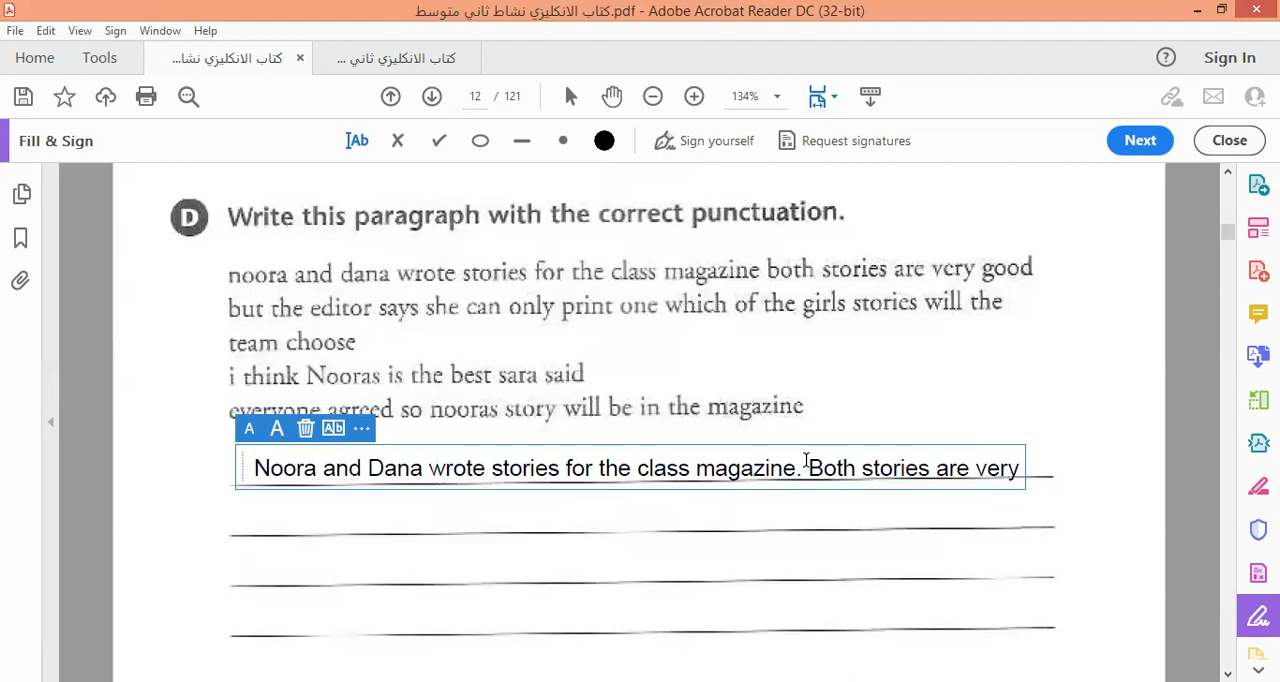 كتاب الانكليزي نشاط ثاني متوسط.pdf - Adobe Acrobat Reader DC (32-bit)
File Edit View Sign Window Help
Home Tools كتاب الانكليزي نشا... × كتاب الانكليزي ثاني ... ? Sign In
12 / 121 134%
Fill & Sign Ab Sign yourself Request signatures Next Close
D Write this paragraph with the correct punctuation.
noora and dana wrote stories for the class magazine both stories are very good
but the editor says she can only print one which of the girls stories will the
team choose
i think Nooras is the best sara said
everyone agreed so nooras story will be in the magazine
A A Ab ...
Noora and Dana wrote stories for the class magazine. Both stories are very